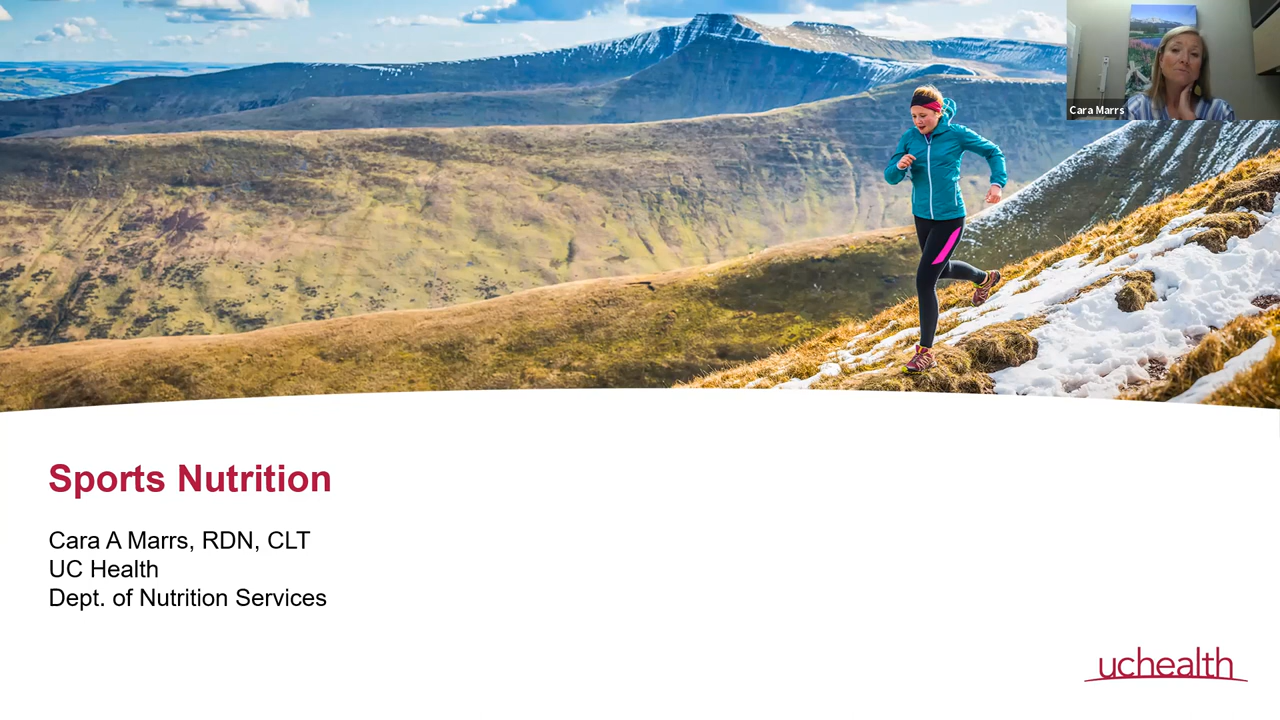 Cara Marrs
Sports Nutrition
Cara A Marrs, RDN, CLT
UC Health
Dept. of Nutrition Services
uchealth